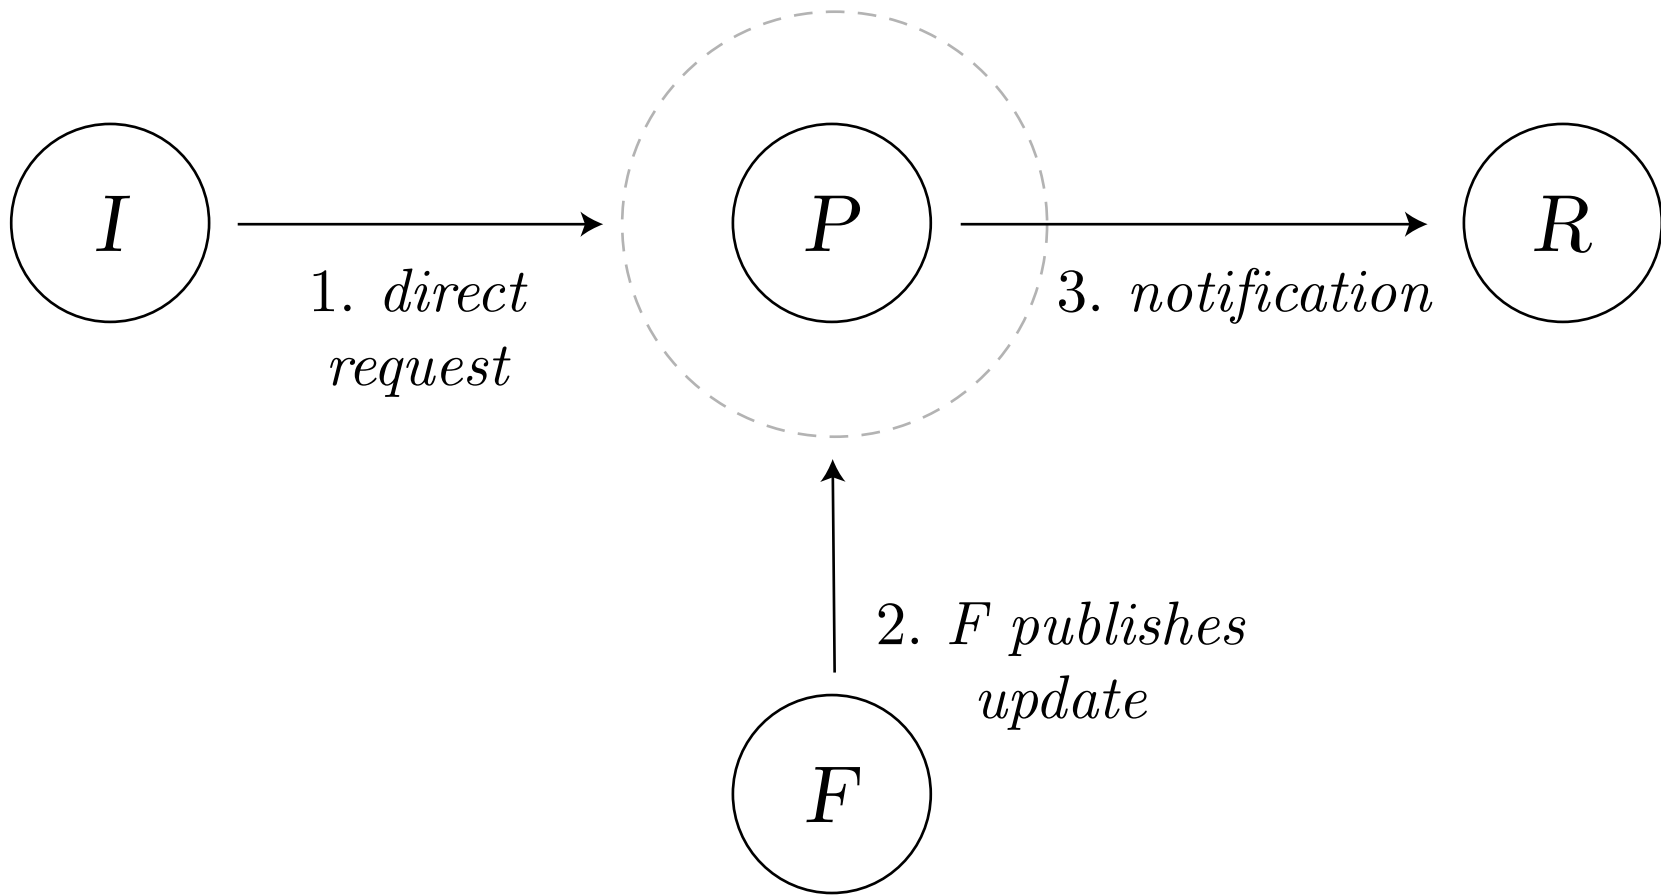 I
P
R
1. direct
request
3. notification
2. F publishes
update
F